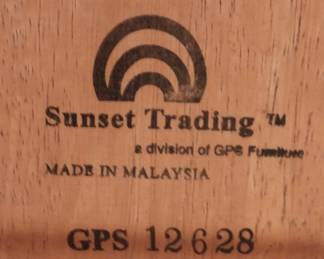 Sunset Trading ™
a division of GPS Furniture
MADE IN MALAYSIA
GPS 12628